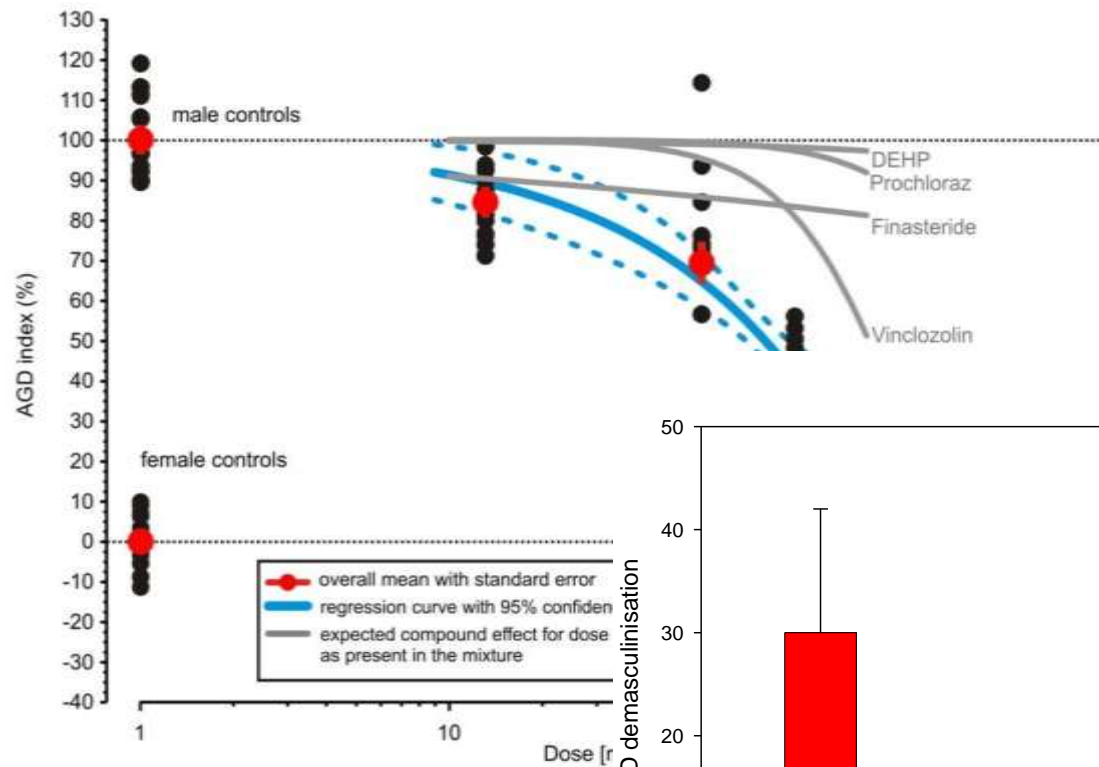 130
120
110
100
90
80
70
60
50
40
30
20
10
0
-10
-20
-30
-40
AGD index (%)
male controls
DEHP
Prochloraz
Finasteride
Vinclozolin
female controls
overall mean with standard error
regression curve with 95%
expected compound effect for dose
as present in the mixture
1
10
Dose
50
40
30
20
demasculinisation